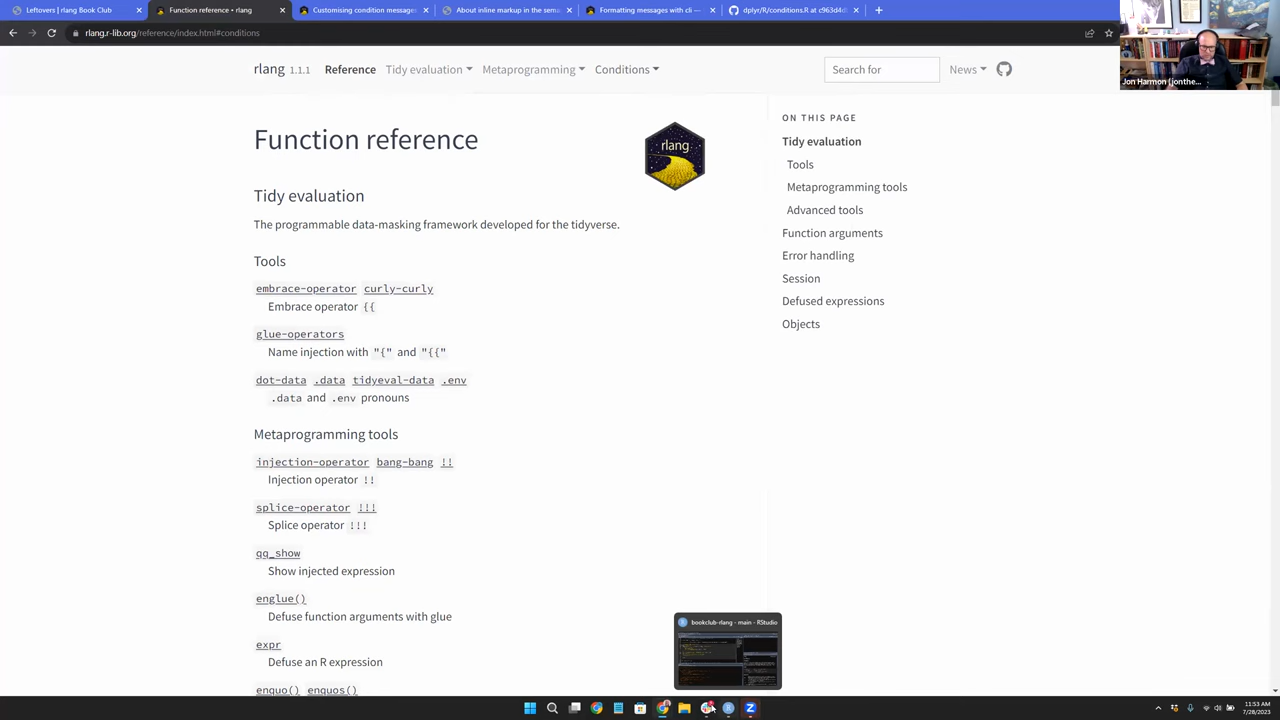 Leftovers | rlang Book Club
Function reference • rlang
Customising condition messages
About inline markup in the sema
Formatting messages with cli —
dplyr/R/conditions.R at c963d4d
rlang.r-lib.org/reference/index.html#conditions
Jon Harmon (jonthe...
rlang 1.1.1 Reference Tidy evaluation Metaprogramming Conditions Search for News
Function reference
rlang
Tidy evaluation
The programmable data-masking framework developed for the tidyverse.
Tools
embrace-operator curly-curly
Embrace operator {{
glue-operators
Name injection with "{" and "{{"
dot-data .data tidyeval-data .env
.data and .env pronouns
Metaprogramming tools
injection-operator bang-bang !!
Injection operator !!
splice-operator !!!
Splice operator !!!
qq_show
Show injected expression
englue()
Defuse function arguments with glue
expr
Defuse an R expression
enquo() enquos()
ON THIS PAGE
Tidy evaluation
Tools
Metaprogramming tools
Advanced tools
Function arguments
Error handling
Session
Defused expressions
Objects
bookclub-rlang - main - RStudio
11:53 AM
7/28/2023